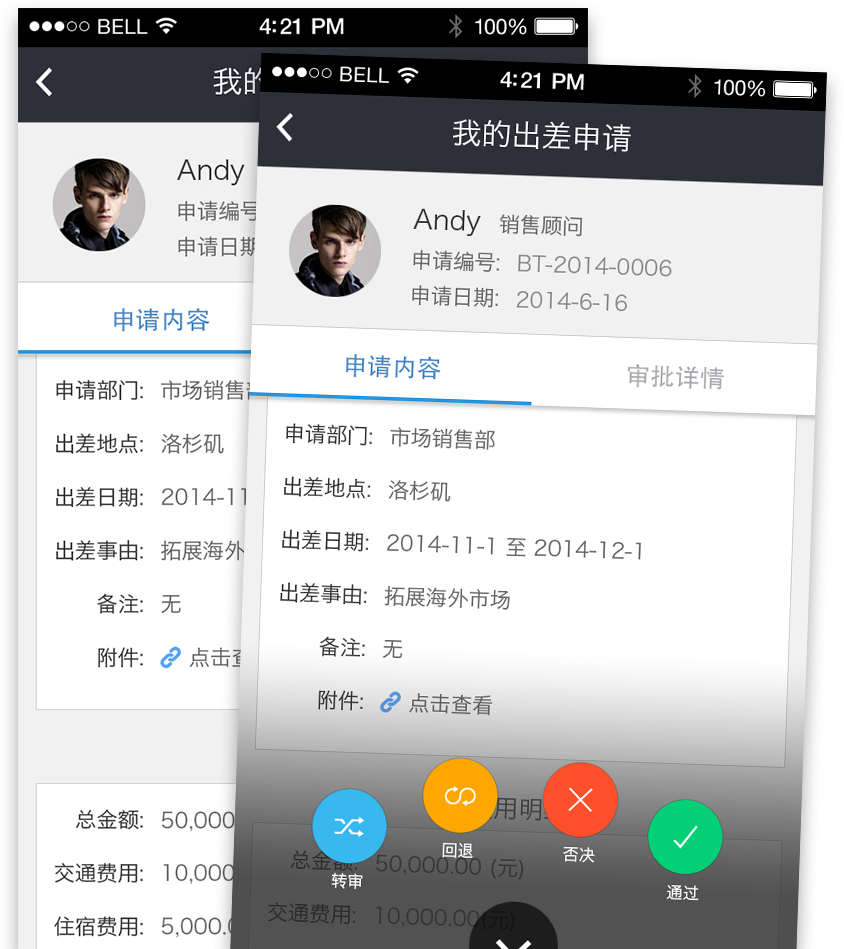 BELL 4:21 PM 100%
我的
Andy
申请编号
申请日期
申请内容
申请部门: 市场销售
出差地点: 洛杉矶
出差日期: 2014-11
出差事由: 拓展海外
备注: 无
附件: 点击查
总金额: 50,000
交通费用: 10,000
住宿费用: 5,000.
BELL 4:21 PM 100%
我的出差申请
Andy 销售顾问
申请编号: BT-2014-0006
申请日期: 2014-6-16
申请内容 审批详情
申请部门: 市场销售部
出差地点: 洛杉矶
出差日期: 2014-11-1 至 2014-12-1
出差事由: 拓展海外市场
备注: 无
附件: 点击查看
用明
总金额: 50,000.00 (元)
交通费用: 10,000.00(元)
转审 回退 否决 通过